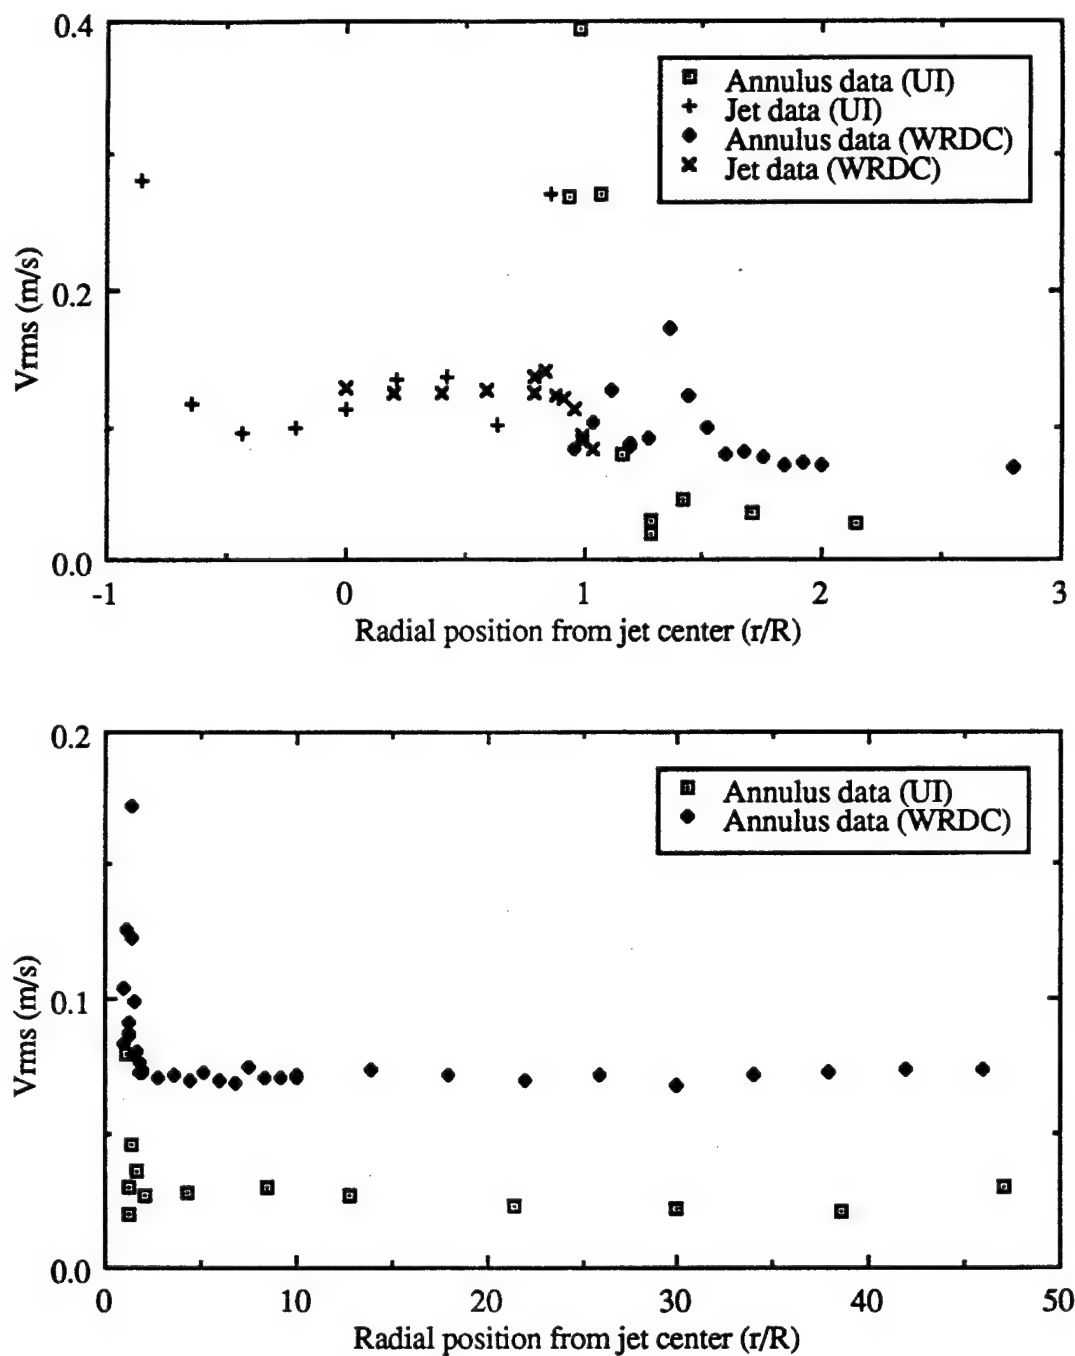 0.4
Annulus data (UI)
Jet data (UI)
Annulus data (WRDC)
Jet data (WRDC)
Vrms (m/s)
0.2
0.0
-1 0 1 2 3
Radial position from jet center (r/R)
0.2
Annulus data (UI)
Annulus data (WRDC)
Vrms (m/s)
0.1
0.0
0 10 20 30 40 50
Radial position from jet center (r/R)